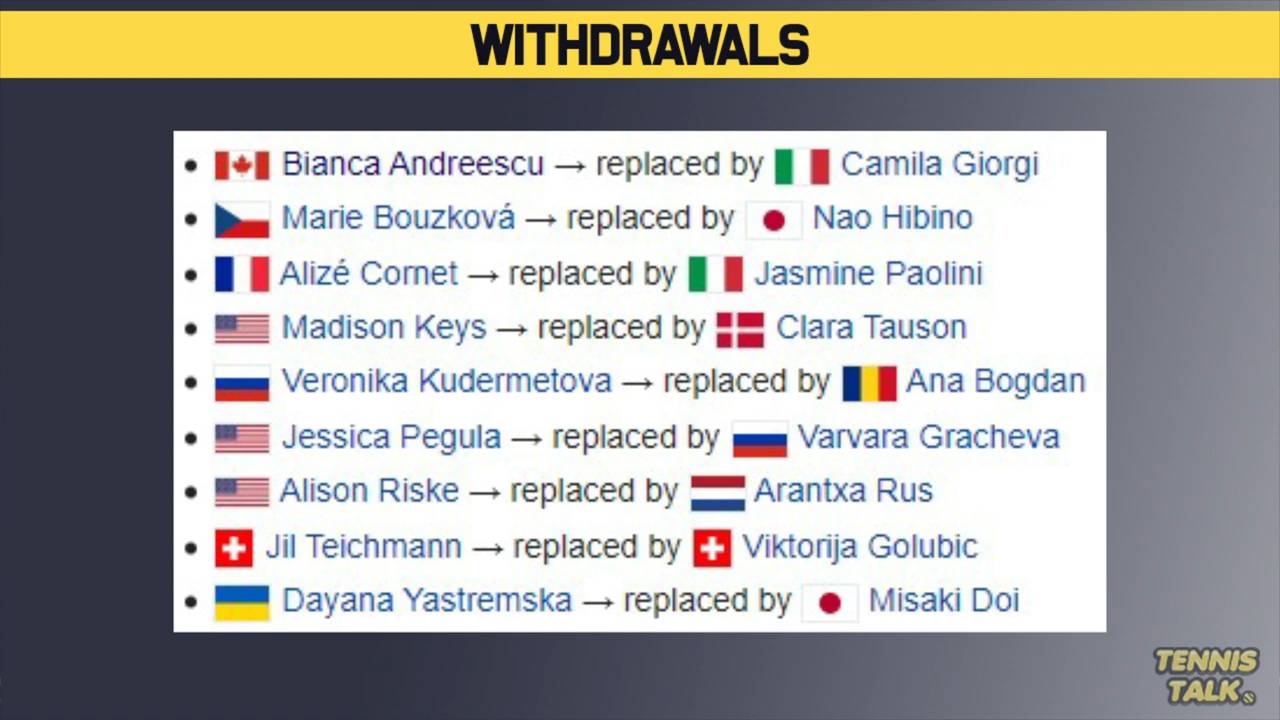 WITHDRAWALS
• Bianca Andreescu → replaced by Camila Giorgi
• Marie Bouzková → replaced by Nao Hibino
• Alizé Cornet → replaced by Jasmine Paolini
• Madison Keys → replaced by Clara Tauson
• Veronika Kudermetova → replaced by Ana Bogdan
• Jessica Pegula → replaced by Varvara Gracheva
• Alison Riske → replaced by Arantxa Rus
• Jil Teichmann → replaced by Viktorija Golubic
• Dayana Yastremska → replaced by Misaki Doi
TENNIS
TALK